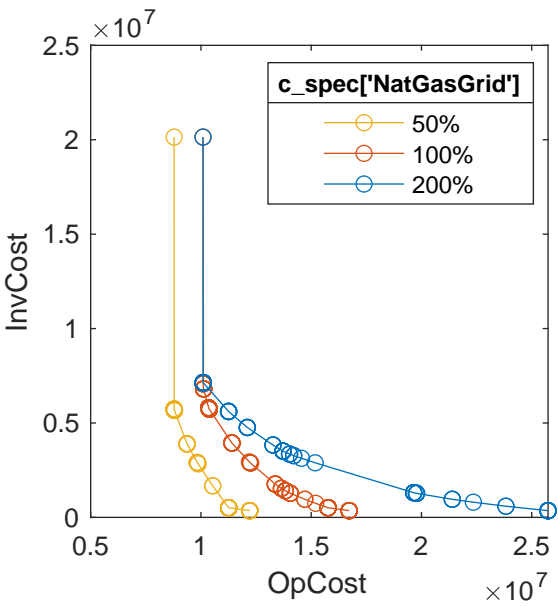 ×10⁷
2.5
2
1.5
1
0.5
0
InvCost
c_spec['NatGasGrid']
50%
100%
200%
0.5 1 1.5 2 2.5
OpCost
×10⁷